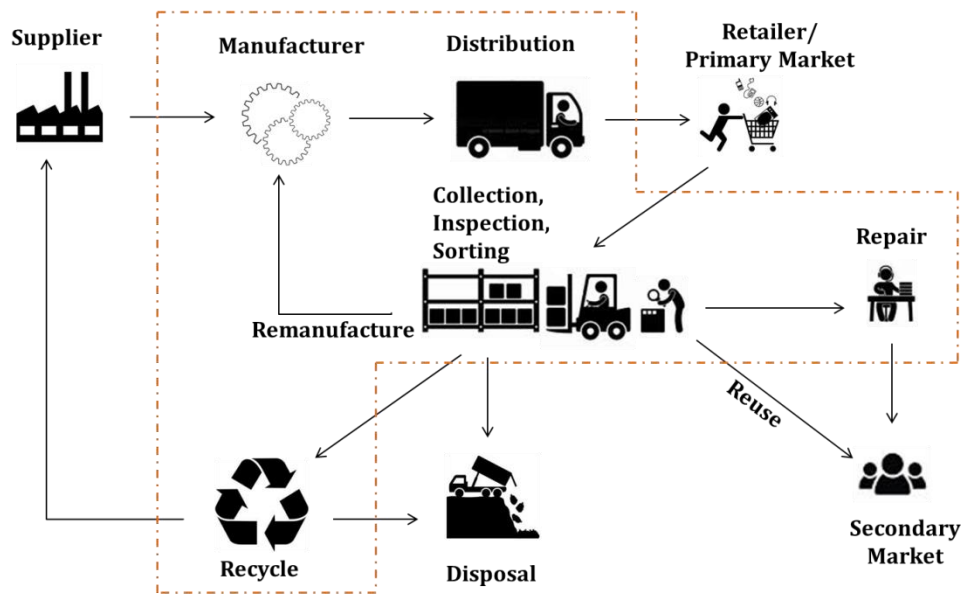 Supplier
Manufacturer
Distribution
Retailer/
Primary Market
Collection,
Inspection,
Sorting
Repair
Remanufacture
Reuse
Recycle
Disposal
Secondary
Market